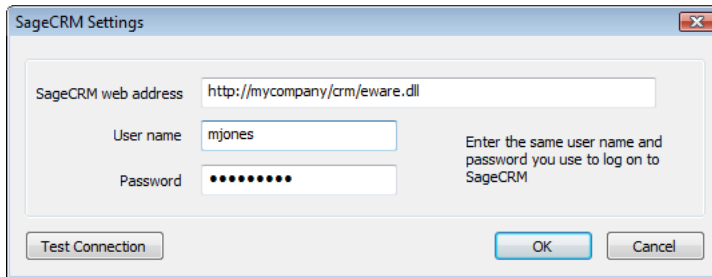 SageCRM Settings
SageCRM web address http://mycompany/crm/eware.dll
User name mjones
Password •••••••••
Enter the same user name and
password you use to log on to
SageCRM
Test Connection OK Cancel